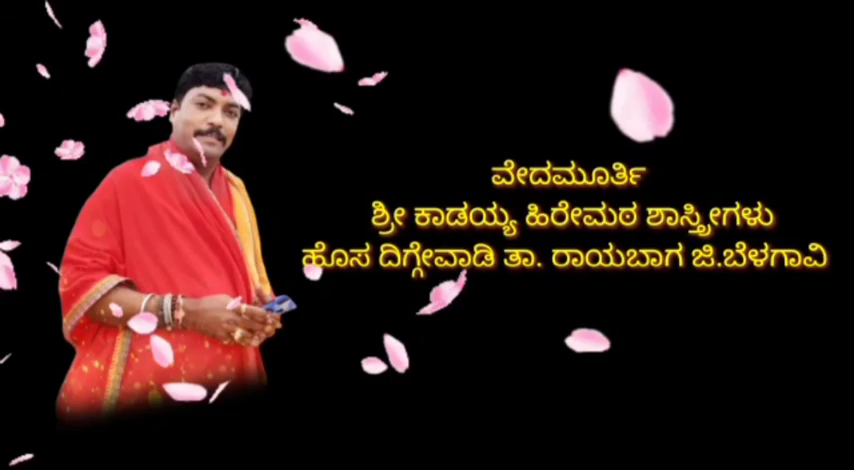 ವೇದಮೂರ್ತಿ
ಶ್ರೀ ಕಾಡಯ್ಯ ಹಿರೇಮಠ ಶಾಸ್ತ್ರಿಗಳು
ಹೊಸ ದಿಗ್ಗೇವಾಡಿ ತಾ. ರಾಯಬಾಗ ಜಿ.ಬೆಳಗಾವಿ